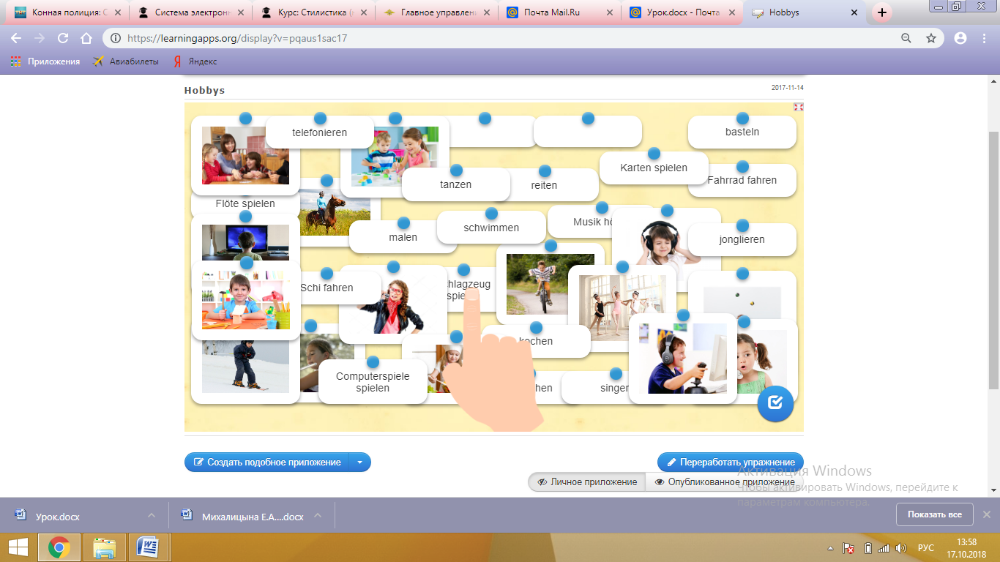 Конная полиция: С
Система электронн
Курс: Стилистика (
Главное управлени
Почта Mail.Ru
Урок.docx - Почта
Hobbys
https://learningapps.org/display?v=pqaus1sac17
Приложения
Авиабилеты
Яндекс
Hobbys
2017-11-14
telefonieren
basteln
Karten spielen
Fahrrad fahren
tanzen
reiten
Flöte spielen
Musik hö
schwimmen
malen
jonglieren
Schi fahren
hlagzeug
spie
kochen
Computerspiele
spielen
hen
singen
Создать подобное приложение
Переработать упражнение
Личное приложение
Опубликованное приложение
Активация Windows
Чтобы активировать Windows, перейдите к
параметрам компьютера.
Урок.docx
Михалицына Е.А....docx
Показать все
РУС
13:58
17.10.2018